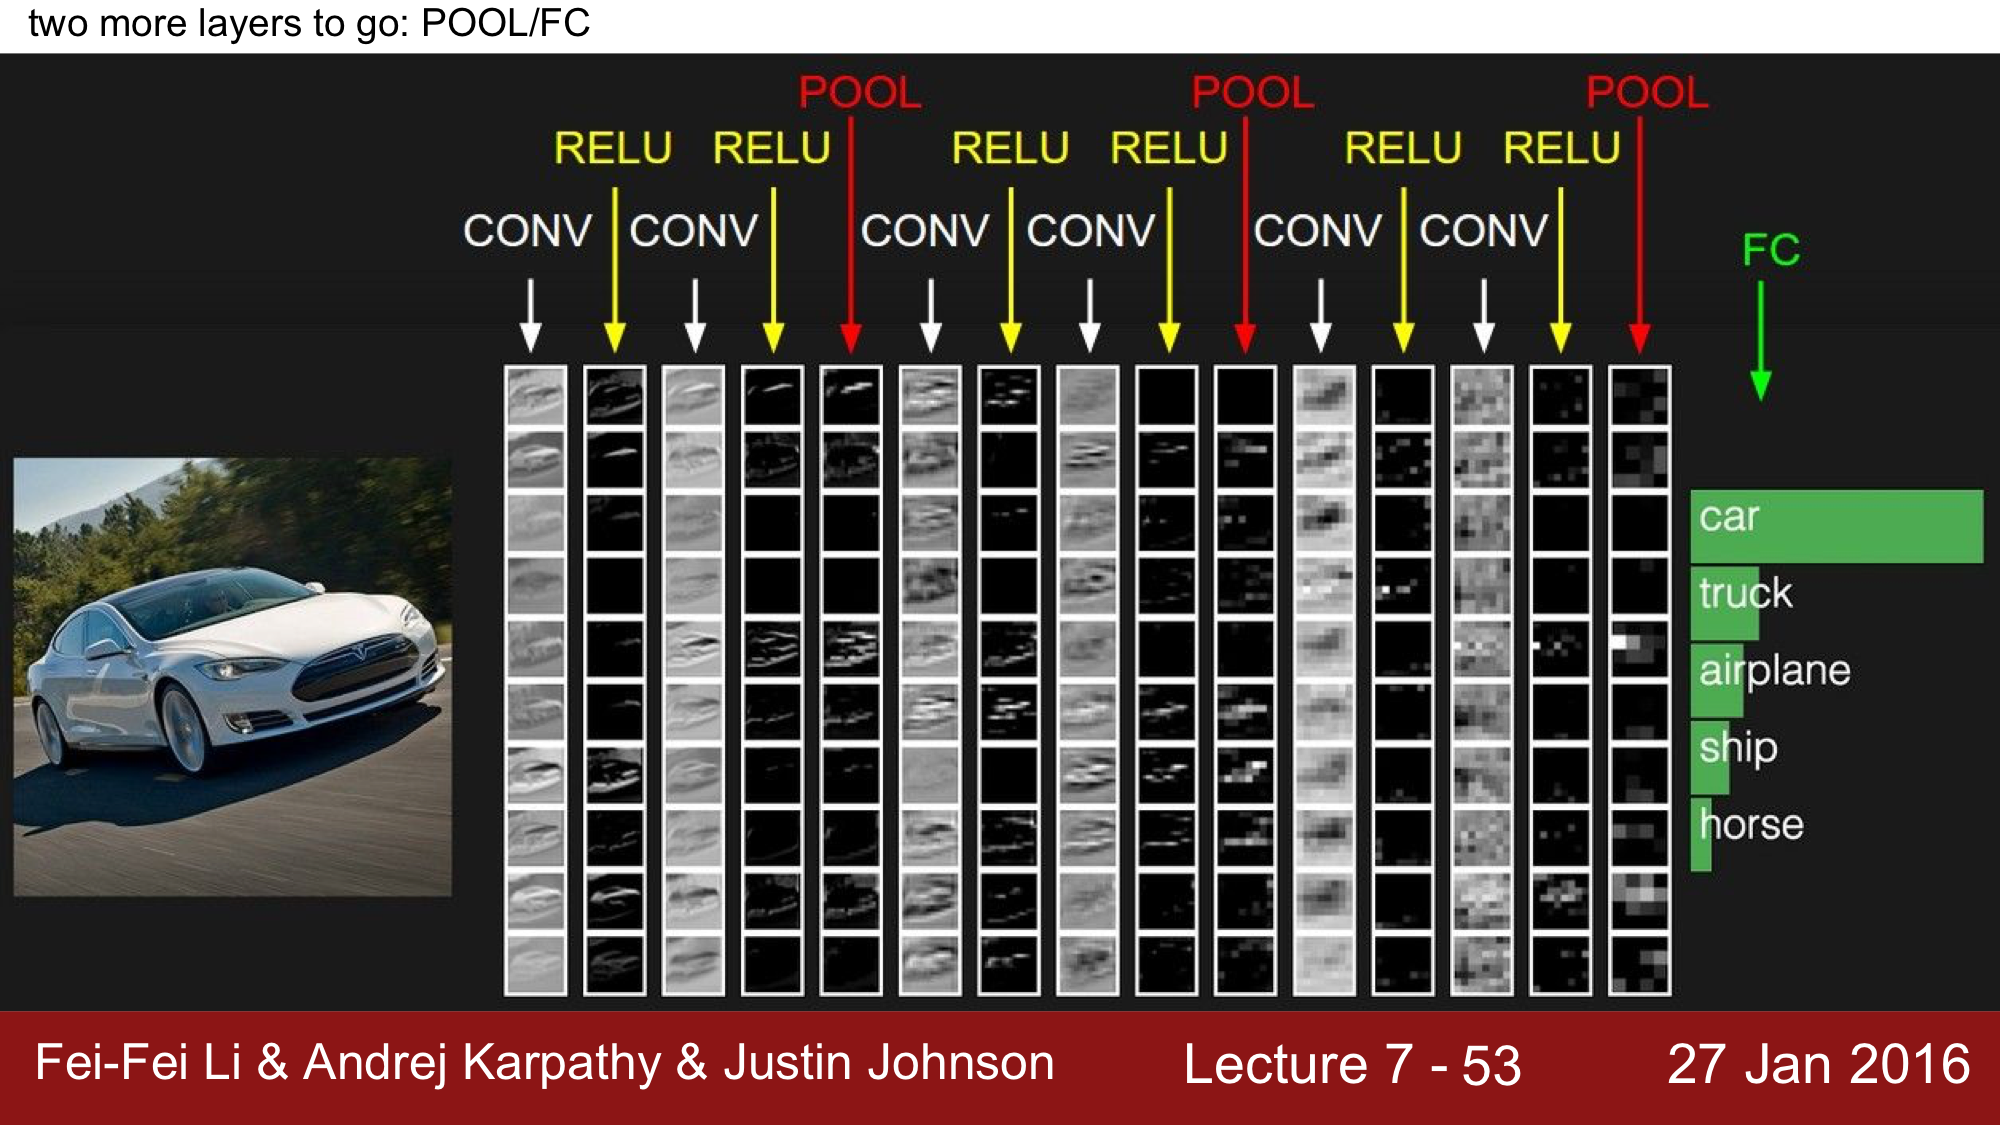 two more layers to go: POOL/FC
POOL POOL POOL
RELU RELU RELU RELU RELU RELU
CONV CONV CONV CONV CONV CONV
FC
car
truck
airplane
ship
horse
Fei-Fei Li & Andrej Karpathy & Justin Johnson Lecture 7 - 53 27 Jan 2016